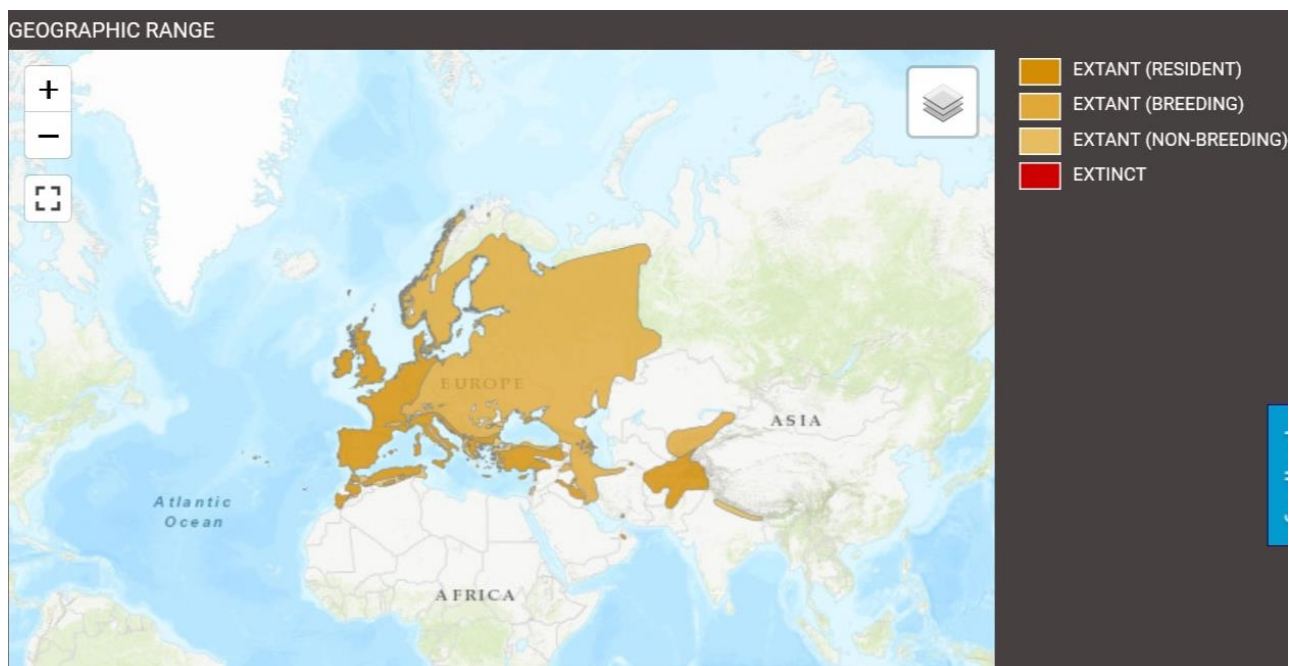 GEOGRAPHIC RANGE
+
−
EXTANT (RESIDENT)
EXTANT (BREEDING)
EXTANT (NON-BREEDING)
EXTINCT
EUROPE
ASIA
Atlantic
Ocean
AFRICA